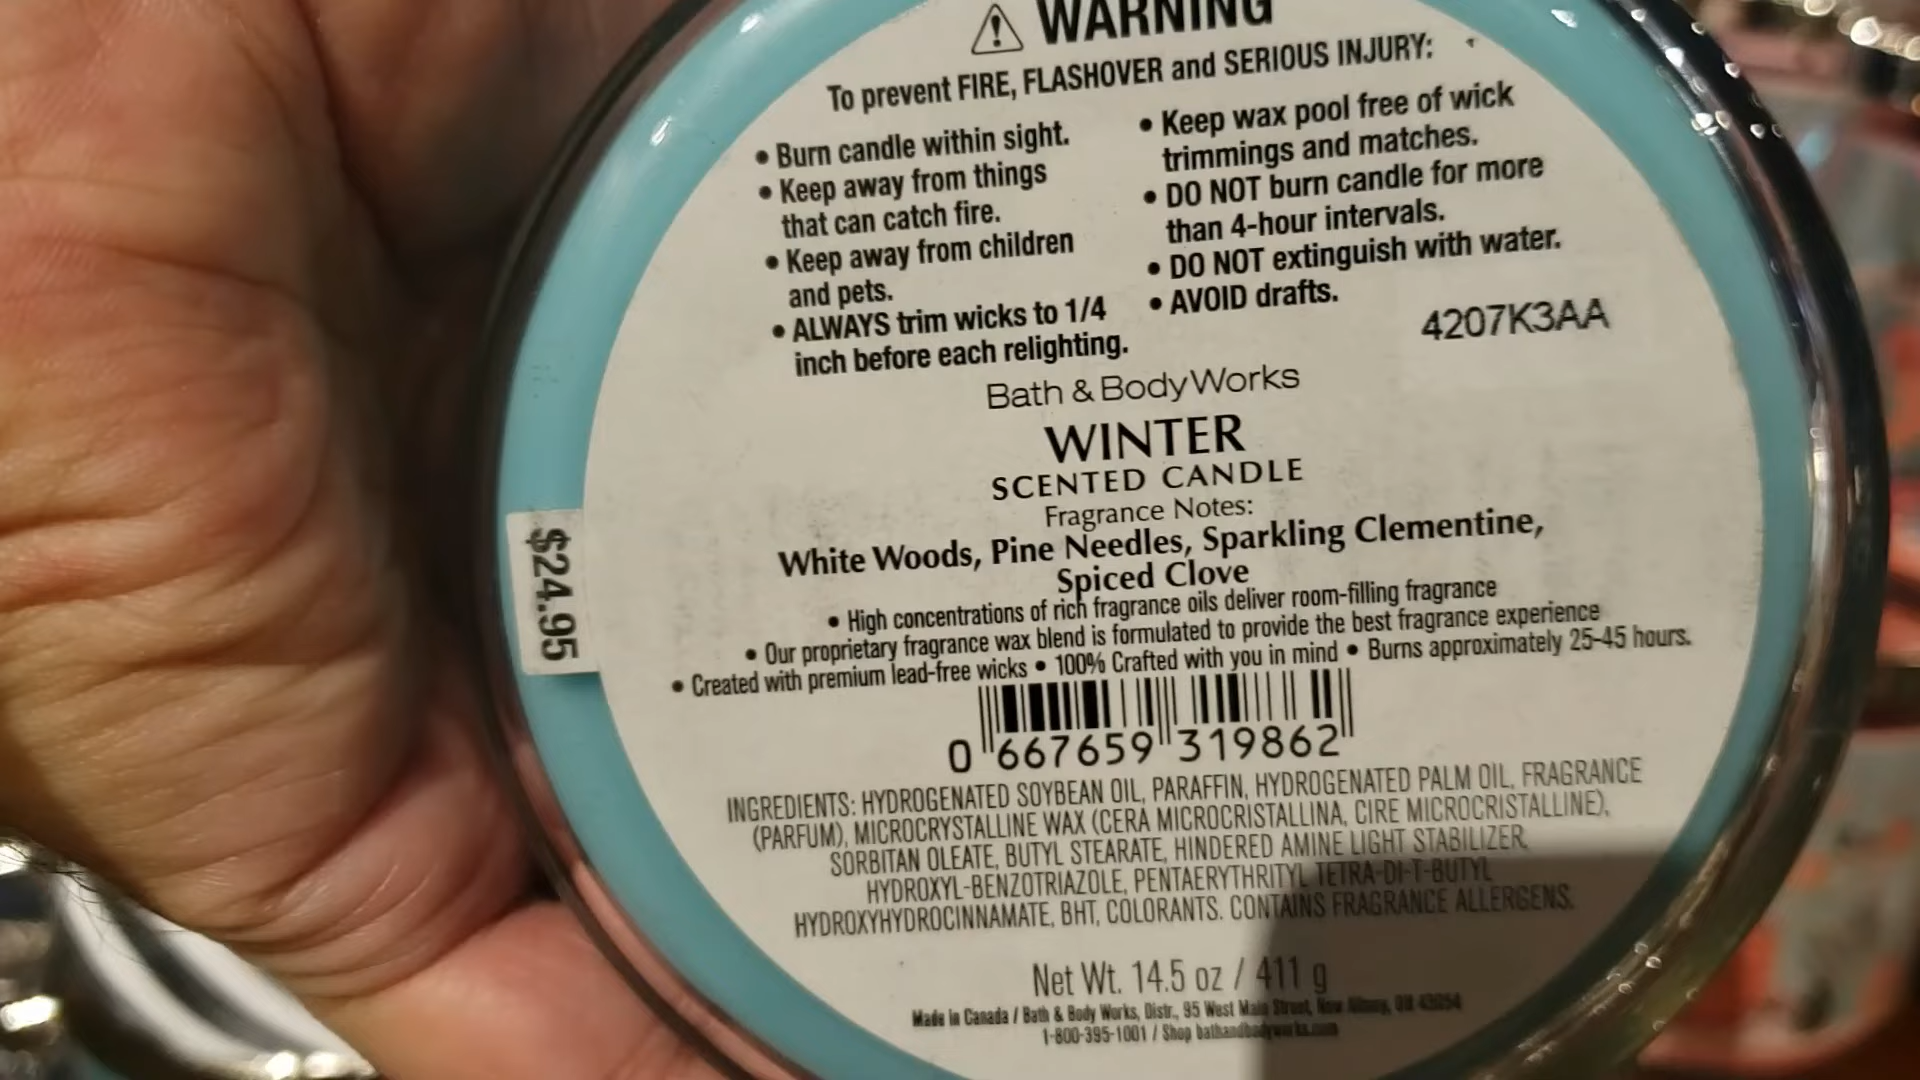 WARNING
To prevent FIRE, FLASHOVER and SERIOUS INJURY:
• Burn candle within sight.
• Keep away from things
that can catch fire.
• Keep away from children
and pets.
• ALWAYS trim wicks to 1/4
inch before each relighting.
• Keep wax pool free of wick
trimmings and matches.
• DO NOT burn candle for more
than 4-hour intervals.
• DO NOT extinguish with water.
• AVOID drafts.
4207K3AA
Bath & Body Works
WINTER
SCENTED CANDLE
Fragrance Notes:
White Woods, Pine Needles, Sparkling Clementine,
Spiced Clove
• High concentrations of rich fragrance oils deliver room-filling fragrance
• Our proprietary fragrance wax blend is formulated to provide the best fragrance experience
• Created with premium lead-free wicks • 100% Crafted with you in mind • Burns approximately 25-45 hours.
$24.95
0 667659 319862
INGREDIENTS: HYDROGENATED SOYBEAN OIL, PARAFFIN, HYDROGENATED PALM OIL, FRAGRANCE
(PARFUM), MICROCRYSTALLINE WAX (CERA MICROCRISTALLINA, CIRE MICROCRISTALLINE),
SORBITAN OLEATE, BUTYL STEARATE, HINDERED AMINE LIGHT STABILIZER,
HYDROXYL-BENZOTRIAZOLE, PENTAERYTHRITYL TETRA-DI-T-BUTYL
HYDROXYHYDROCINNAMATE, BHT, COLORANTS. CONTAINS FRAGRANCE ALLERGENS.
Net Wt. 14.5 oz / 411 g
Made in Canada / Bath & Body Works, Distr., 95 West Main Street, New Albany, OH 43054
1-800-395-1001 / Shop bathandbodyworks.com